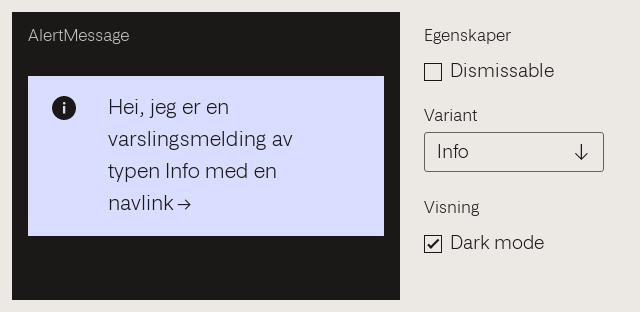 AlertMessage
Hei, jeg er en
varslingsmelding av
typen Info med en
navlink→
Egenskaper
Dismissable
Variant
Info
Visning
Dark mode